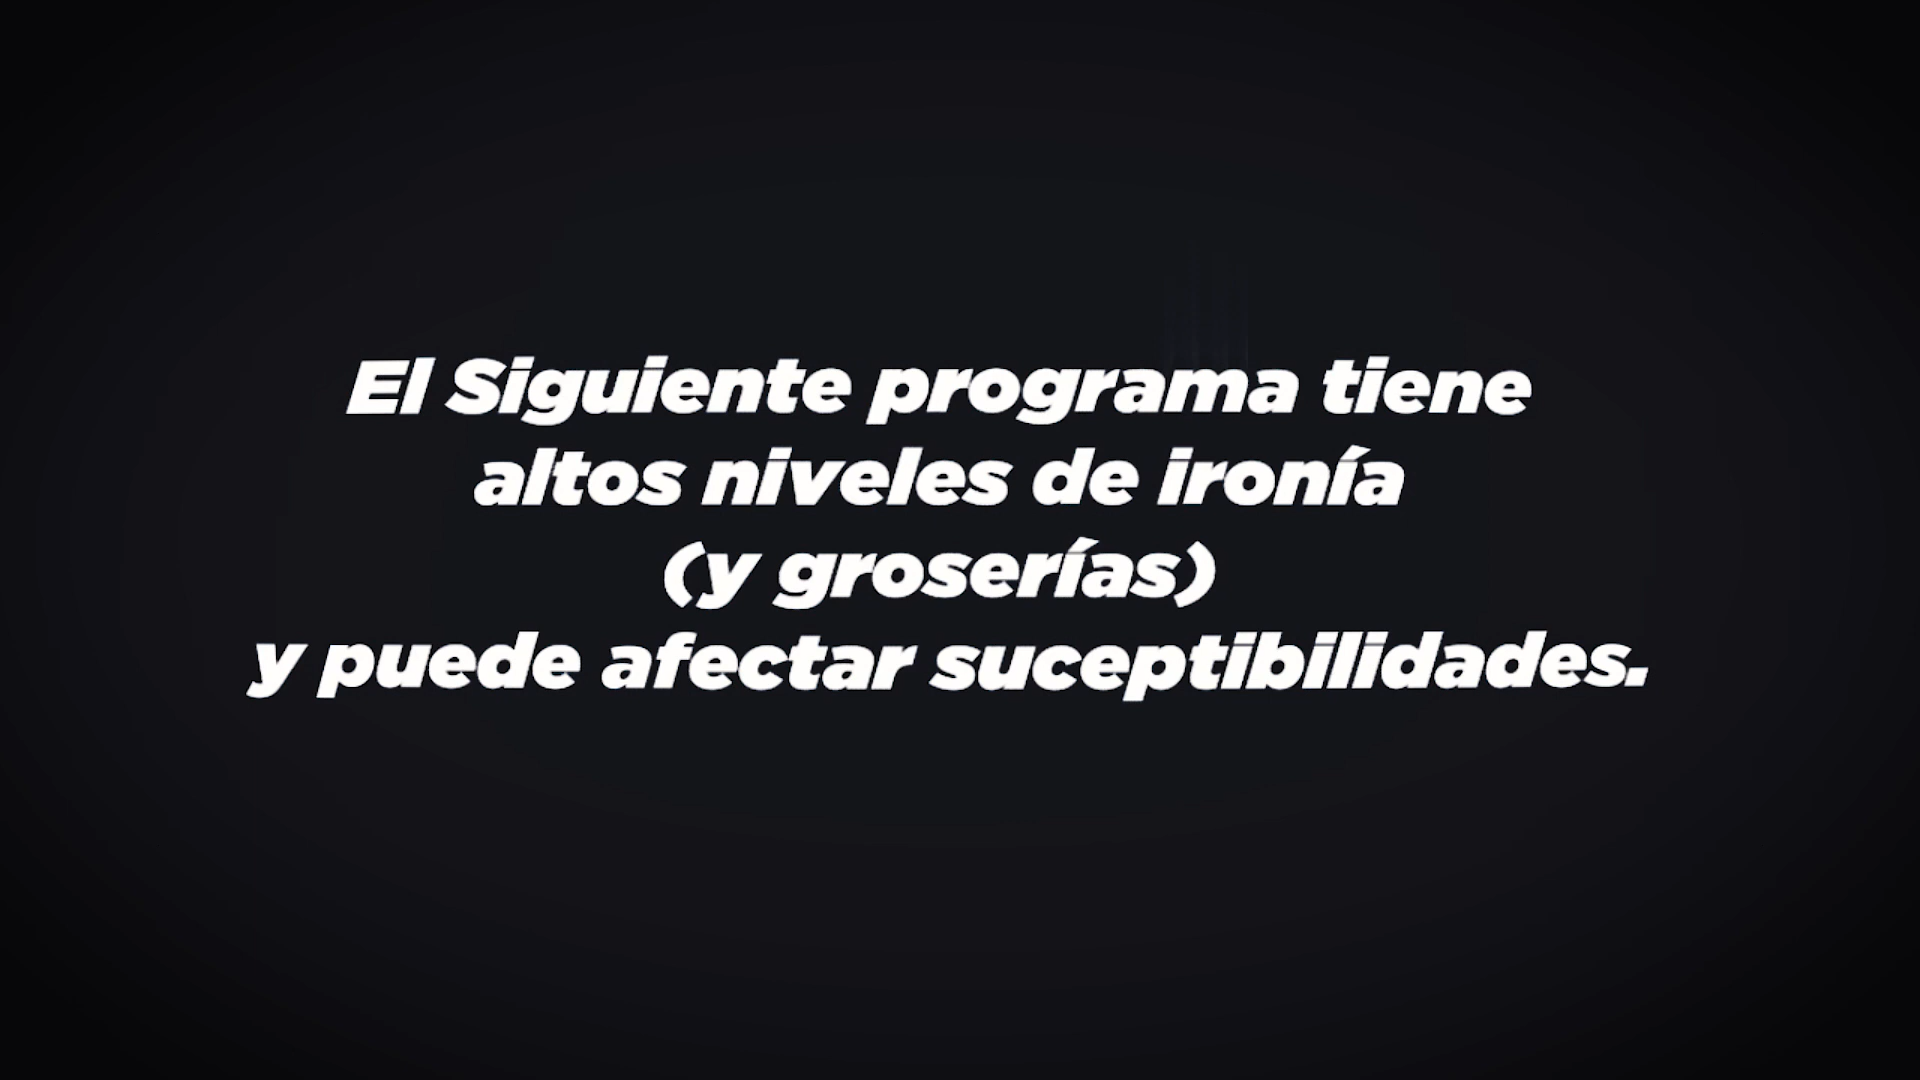 El Siguiente programa tiene
altos niveles de ironía
(y groserías)
y puede afectar suceptibilidades.